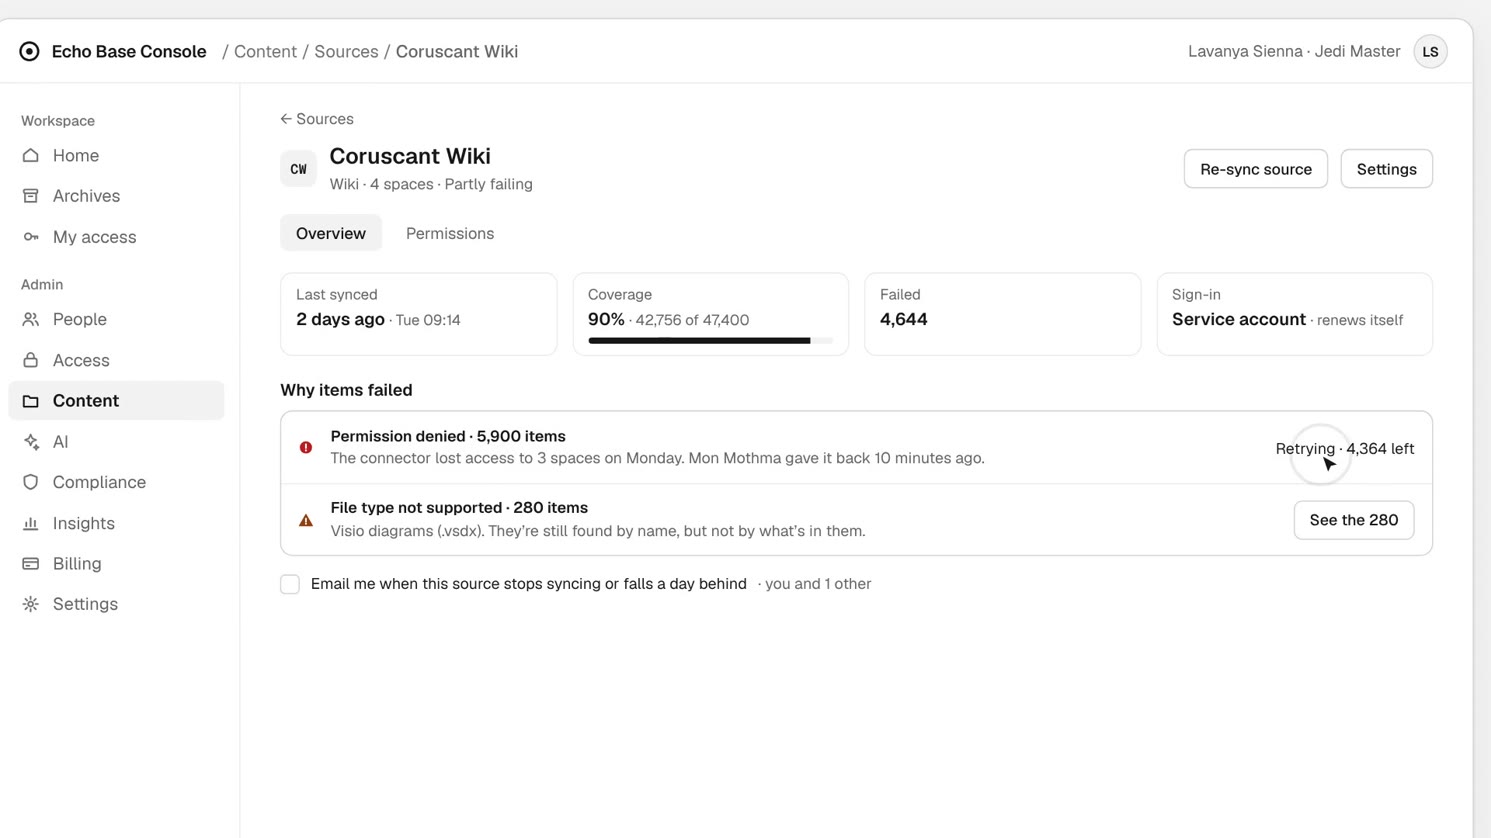 Echo Base Console / Content / Sources / Coruscant Wiki
Lavanya Sienna · Jedi Master LS
Workspace
Home
Archives
My access
Admin
People
Access
Content
AI
Compliance
Insights
Billing
Settings
← Sources
CW
Coruscant Wiki
Wiki · 4 spaces · Partly failing
Re-sync source
Settings
Overview
Permissions
Last synced
2 days ago · Tue 09:14
Coverage
90% · 42,756 of 47,400
Failed
4,644
Sign-in
Service account · renews itself
Why items failed
Permission denied · 5,900 items
The connector lost access to 3 spaces on Monday. Mon Mothma gave it back 10 minutes ago.
Retrying · 4,364 left
File type not supported · 280 items
Visio diagrams (.vsdx). They’re still found by name, but not by what’s in them.
See the 280
Email me when this source stops syncing or falls a day behind · you and 1 other